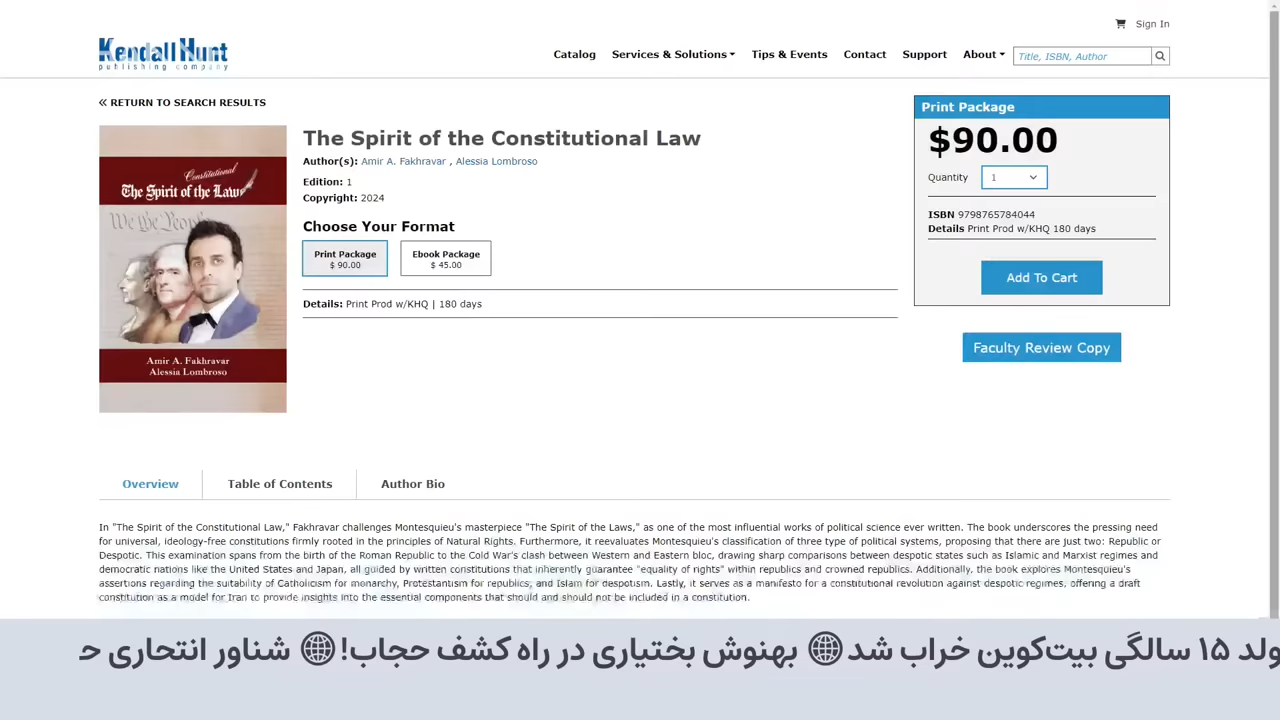 Sign In
KendallHunt
publishing company
Catalog
Services & Solutions
Tips & Events
Contact
Support
About
Title, ISBN, Author
« RETURN TO SEARCH RESULTS
Constitutional
The Spirit of the Law
We the People
Amir A. Fakhravar
Alessia Lombroso
The Spirit of the Constitutional Law
Author(s): Amir A. Fakhravar , Alessia Lombroso
Edition: 1
Copyright: 2024
Choose Your Format
Print Package
$ 90.00
Ebook Package
$ 45.00
Details: Print Prod w/KHQ | 180 days
Print Package
$90.00
Quantity 1
ISBN 9798765784044
Details Print Prod w/KHQ 180 days
Add To Cart
Faculty Review Copy
Overview
Table of Contents
Author Bio
In "The Spirit of the Constitutional Law," Fakhravar challenges Montesquieu's masterpiece "The Spirit of the Laws," as one of the most influential works of political science ever written. The book underscores the pressing need
for universal, ideology-free constitutions firmly rooted in the principles of Natural Rights. Furthermore, it reevaluates Montesquieu's classification of three type of political systems, proposing that there are just two: Republic or
Despotic. This examination spans from the birth of the Roman Republic to the Cold War's clash between Western and Eastern bloc, drawing sharp comparisons between despotic states such as Islamic and Marxist regimes and
democratic nations like the United States and Japan, all guided by written constitutions that inherently guarantee "equality of rights" within republics and crowned republics. Additionally, the book explores Montesquieu's
assertions regarding the suitability of Catholicism for monarchy, Protestantism for republics, and Islam for despotism. Lastly, it serves as a manifesto for a constitutional revolution against despotic regimes, offering a draft
constitution as a model for Iran to provide insights into the essential components that should and should not be included in a constitution.
ولد ۱۵ سالگی بیت‌کوین خراب شد بهنوش بختیاری در راه کشف حجاب! شناور انتحاری ح